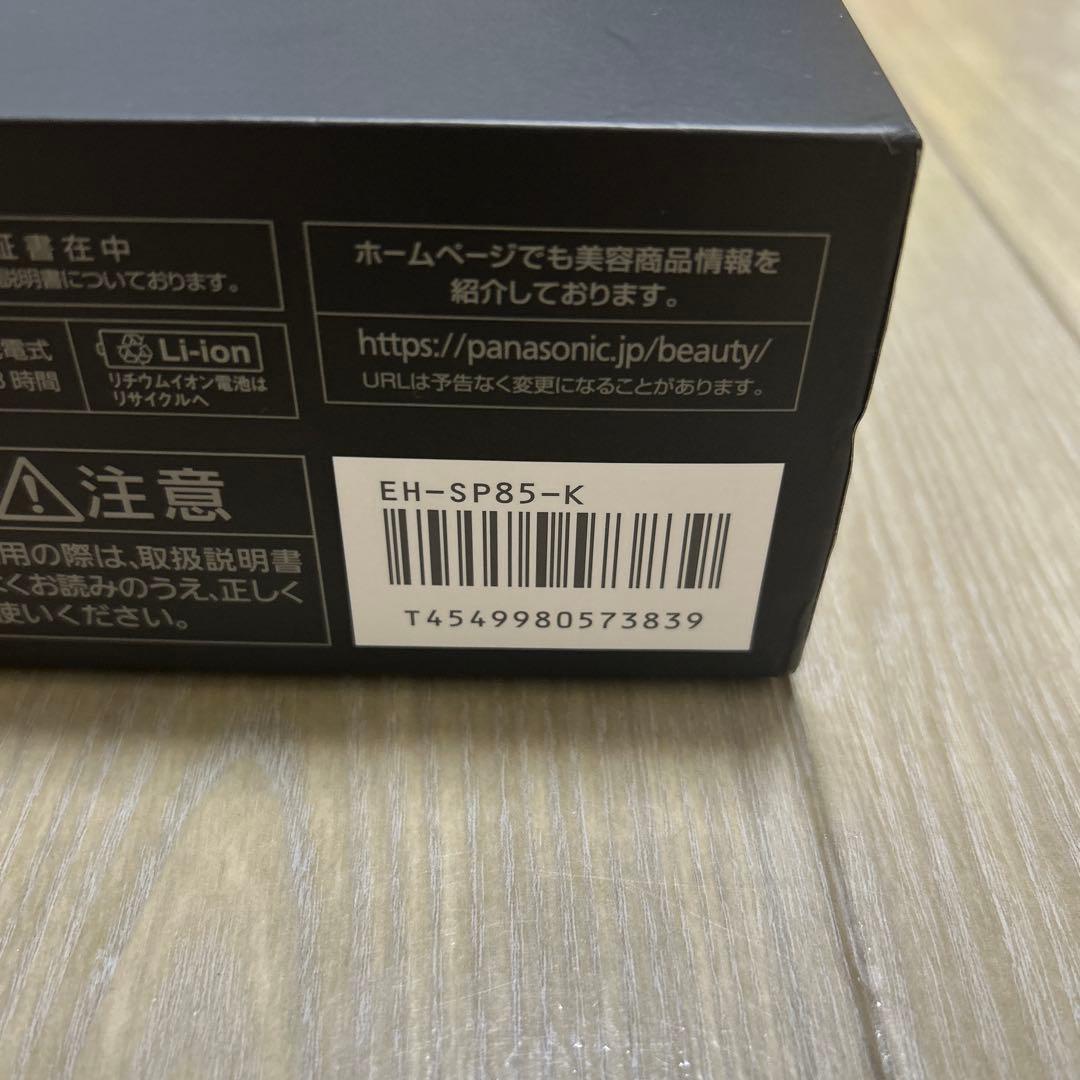 証書在中
説明書についております。
ホームページでも美容商品情報を
紹介しております。
https://panasonic.jp/beauty/
URLは予告なく変更になることがあります。
電式
時間
Li-ion
リチウムイオン電池は
リサイクルへ
注意
用の際は、取扱説明書
くお読みのうえ、正しく
使いください。
EH-SP85-K
T4549980573839